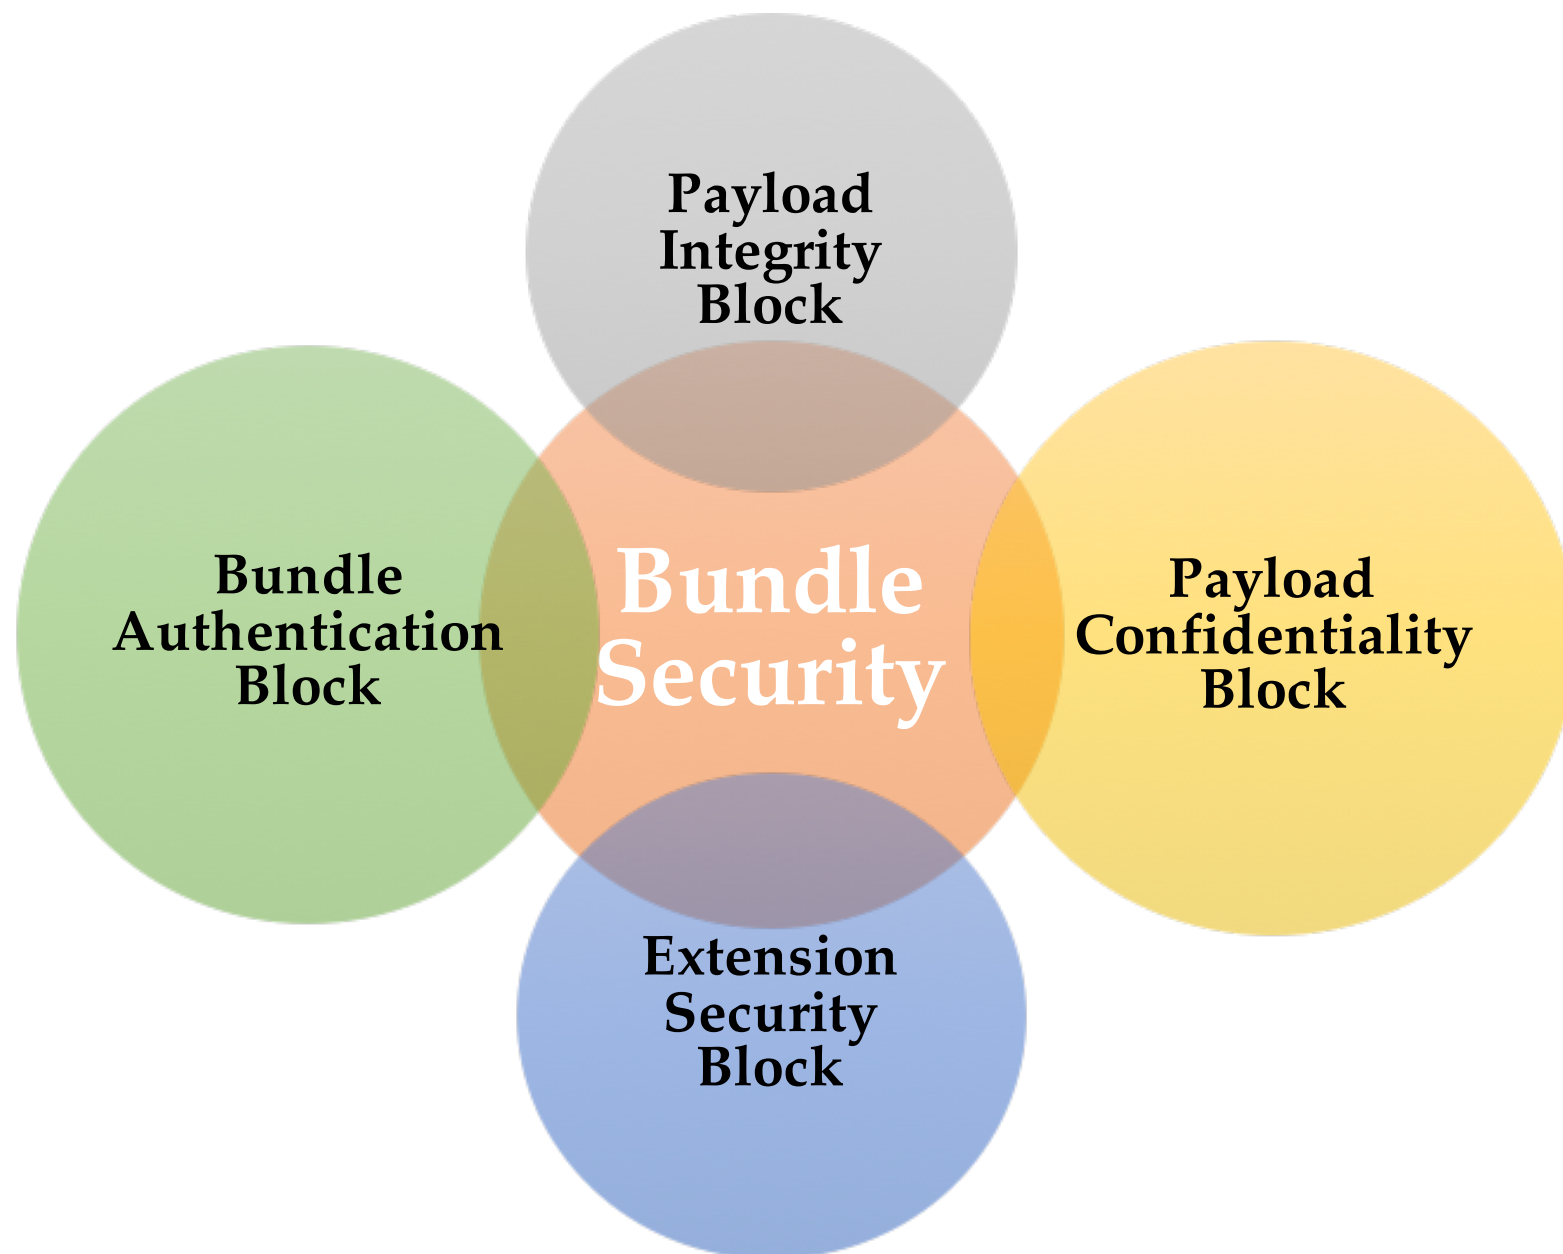 Payload
Integrity
Block
Bundle
Authentication
Block
Bundle
Security
Payload
Confidentiality
Block
Extension
Security
Block